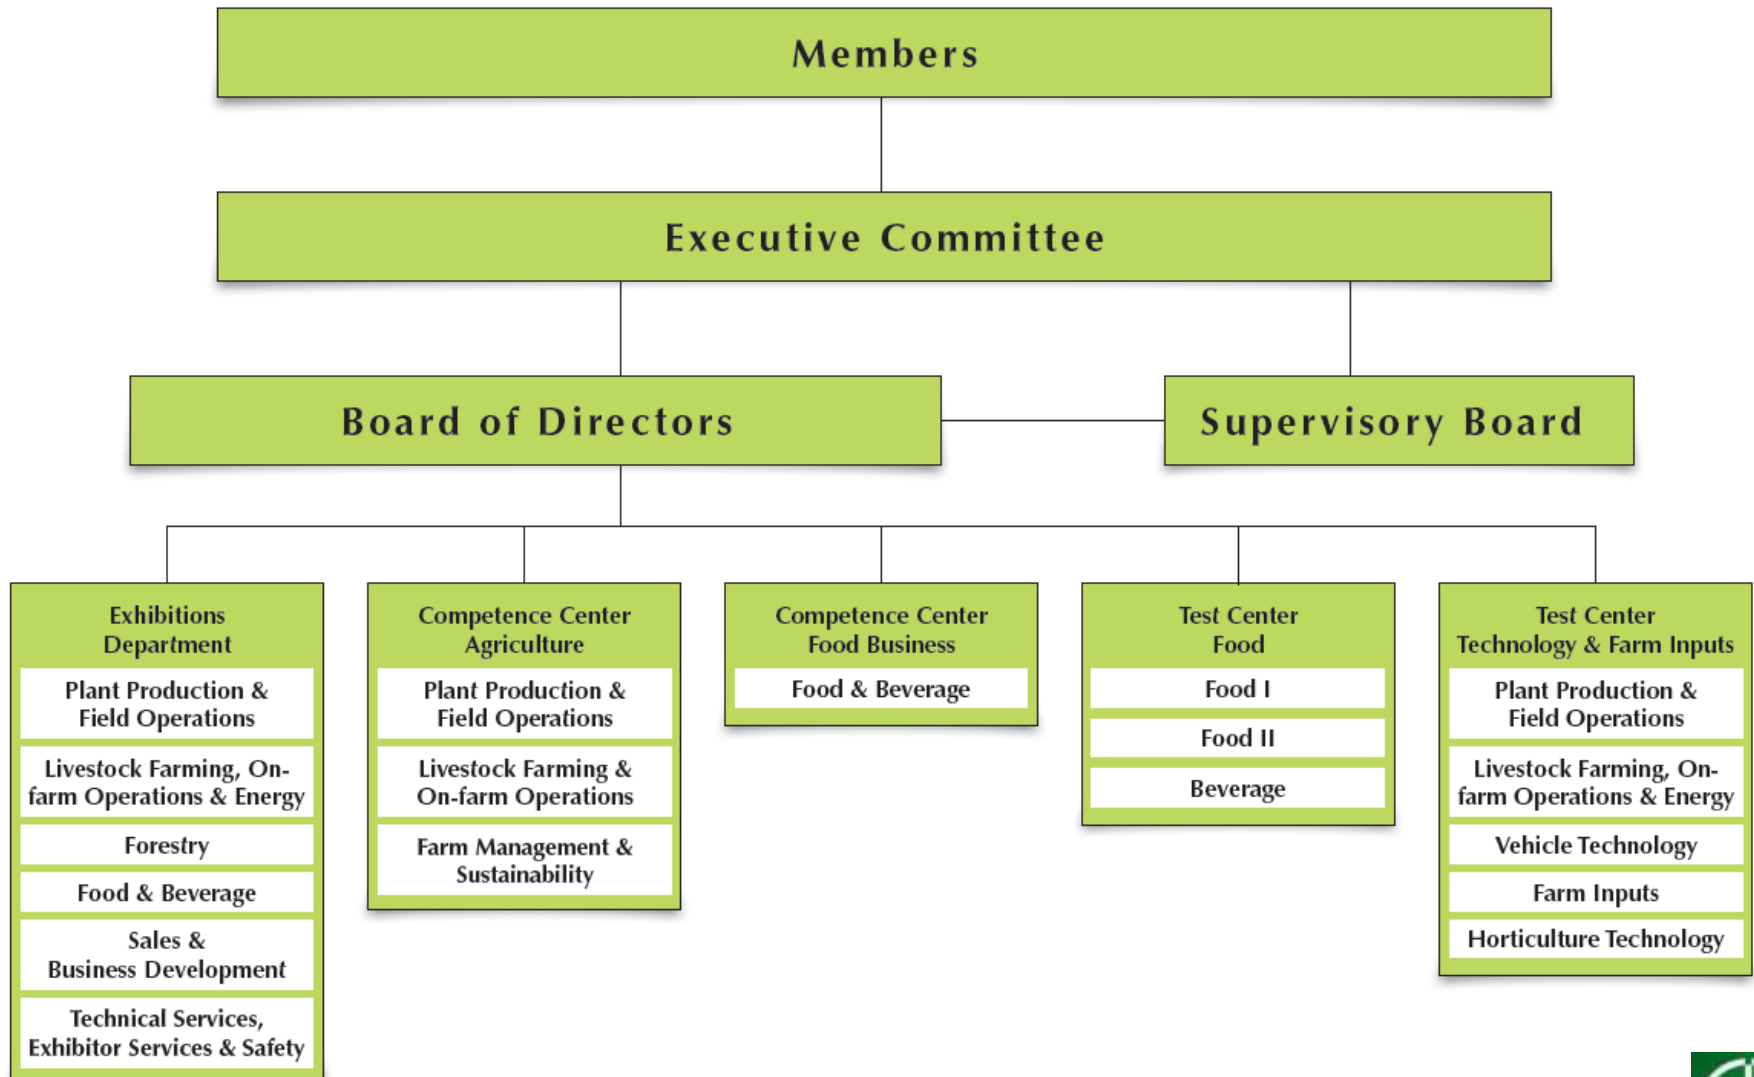 Members
Executive Committee
Board of Directors
Supervisory Board
Exhibitions
Department
Plant Production &
Field Operations
Livestock Farming, On-
farm Operations & Energy
Forestry
Food & Beverage
Sales &
Business Development
Technical Services,
Exhibitor Services & Safety
Competence Center
Agriculture
Plant Production &
Field Operations
Livestock Farming &
On-farm Operations
Farm Management &
Sustainability
Competence Center
Food Business
Food & Beverage
Test Center
Food
Food I
Food II
Beverage
Test Center
Technology & Farm Inputs
Plant Production &
Field Operations
Livestock Farming, On-
farm Operations & Energy
Vehicle Technology
Farm Inputs
Horticulture Technology